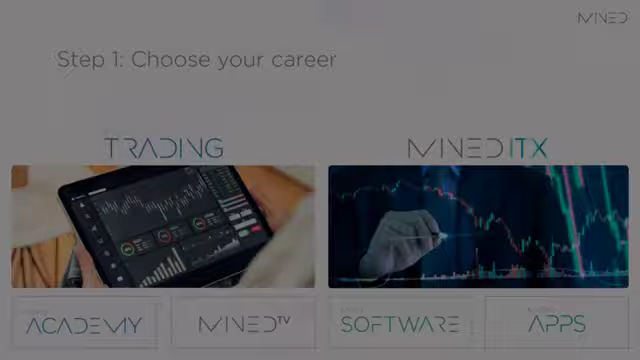 MINED
Step 1: Choose your career
TRADING
MINED ITX
ACADEMY
MINED TV
SOFTWARE
APPS